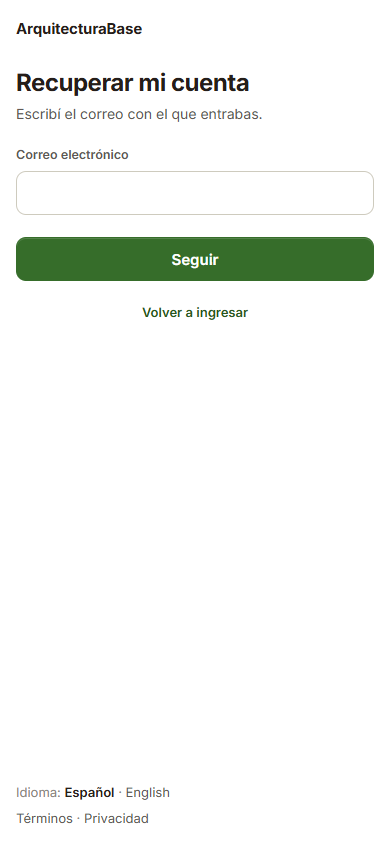 ArquitecturaBase
Recuperar mi cuenta
Escribí el correo con el que entrabas.
Correo electrónico
Seguir
Volver a ingresar
Idioma: Español · English
Términos · Privacidad